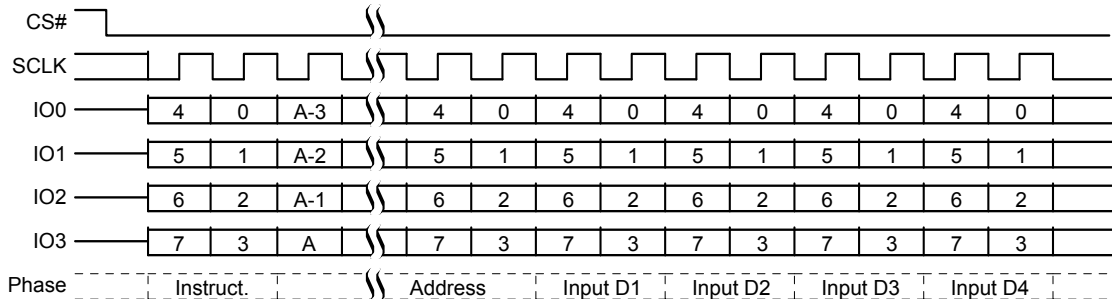 CS#
SCLK
IO0 4 0 A-3 4 0 4 0 4 0 4 0 4 0
IO1 5 1 A-2 5 1 5 1 5 1 5 1 5 1
IO2 6 2 A-1 6 2 6 2 6 2 6 2 6 2
IO3 7 3 A 7 3 7 3 7 3 7 3 7 3
Phase Instruct. Address Input D1 Input D2 Input D3 Input D4